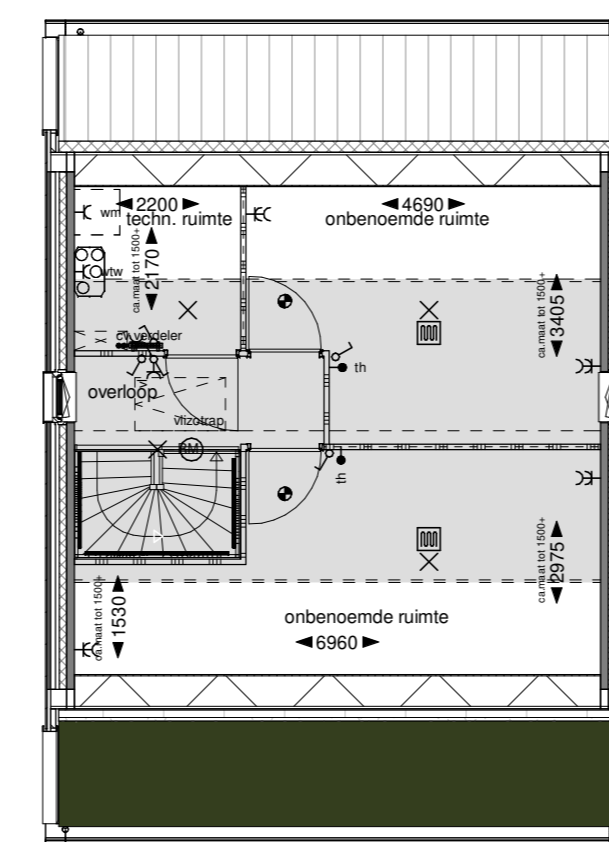 2200
4690
wm
techn. ruimte
onbenoemde ruimte
ca.maat tot 1500+
2170
wtw
ca.maat tot 1500+
3405
cv verdeler
th
overloop
vlizotrap
RM
th
ca.maat tot 1500+
2975
ca.maat tot 1500+
1530
onbenoemde ruimte
6960